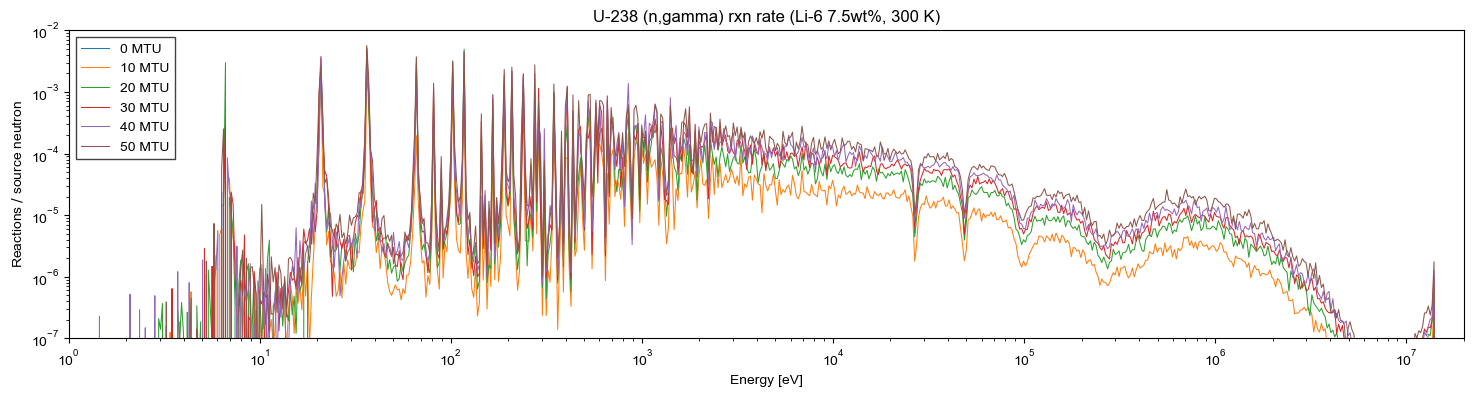 U-238 (n,gamma) rxn rate (Li-6 7.5wt%, 300 K)
Reactions / source neutron
10⁻²
10⁻³
10⁻⁴
10⁻⁵
10⁻⁶
10⁻⁷
0 MTU
10 MTU
20 MTU
30 MTU
40 MTU
50 MTU
10⁰ 10¹ 10² 10³ 10⁴ 10⁵ 10⁶ 10⁷
Energy [eV]